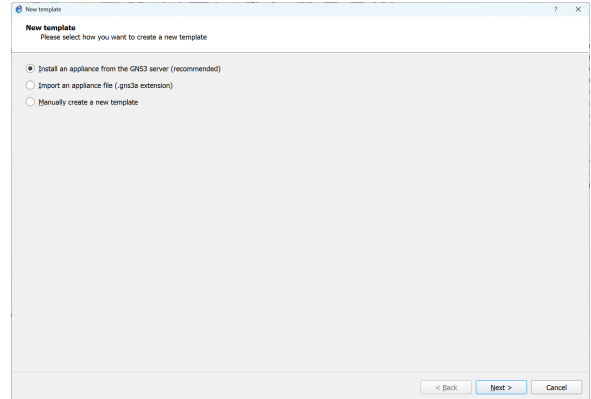 New template
? X
New template
Please select how you want to create a new template
Install an appliance from the GNS3 server (recommended)
Import an appliance file (.gns3a extension)
Manually create a new template
< Back Next > Cancel